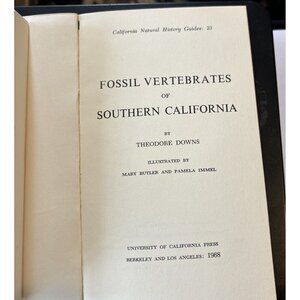 California Natural History Guides: 23
FOSSIL VERTEBRATES
OF
SOUTHERN CALIFORNIA
BY
THEODORE DOWNS
ILLUSTRATED BY
MARY BUTLER AND PAMELA IMMEL
UNIVERSITY OF CALIFORNIA PRESS
BERKELEY AND LOS ANGELES: 1968